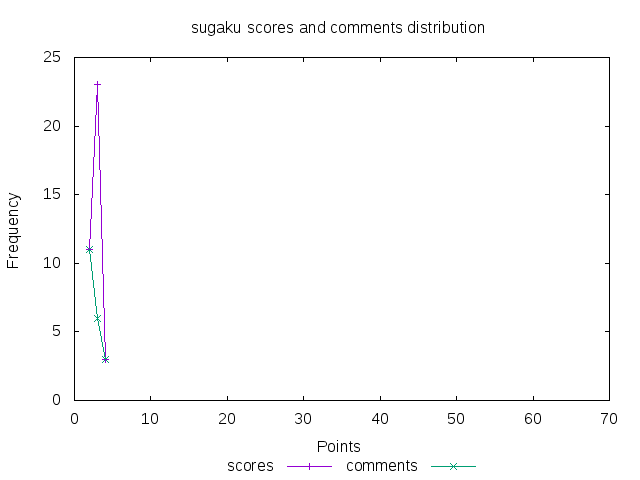 sugaku scores and comments distribution
25
20
15
10
5
0
Frequency
0 10 20 30 40 50 60 70
Points
scores comments